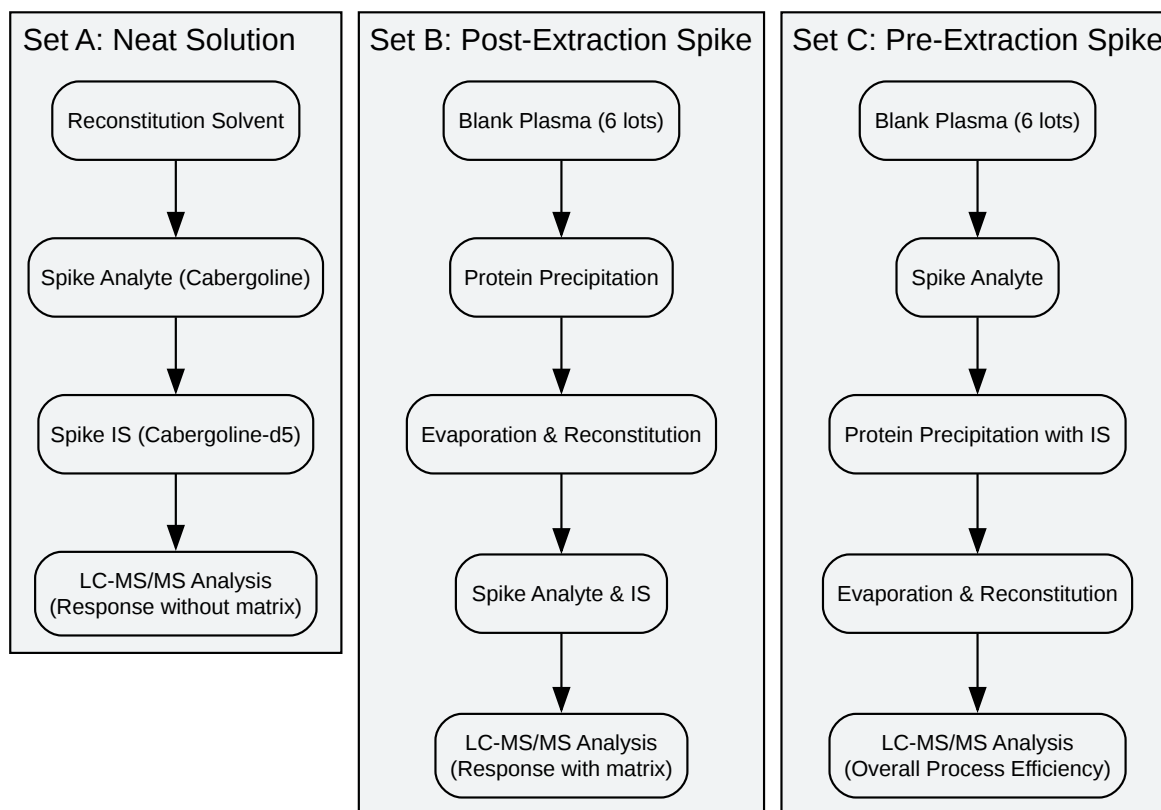 Set A: Neat Solution
Reconstitution Solvent
Spike Analyte (Cabergoline)
Spike IS (Cabergoline-d5)
LC-MS/MS Analysis
(Response without matrix)
Set B: Post-Extraction Spike
Blank Plasma (6 lots)
Protein Precipitation
Evaporation & Reconstitution
Spike Analyte & IS
LC-MS/MS Analysis
(Response with matrix)
Set C: Pre-Extraction Spike
Blank Plasma (6 lots)
Spike Analyte
Protein Precipitation with IS
Evaporation & Reconstitution
LC-MS/MS Analysis
(Overall Process Efficiency)